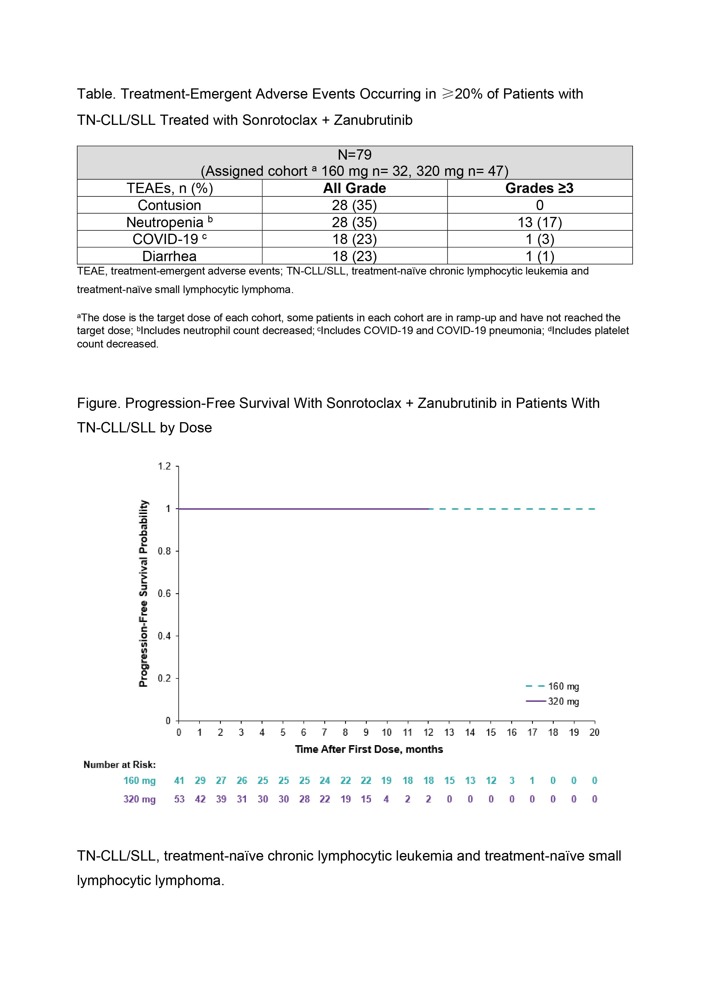 Table. Treatment-Emergent Adverse Events Occurring in ⩾20% of Patients with
TN-CLL/SLL Treated with Sonrotoclax + Zanubrutinib
N=79
(Assigned cohort ᵃ 160 mg n= 32, 320 mg n= 47)
TEAEs, n (%) All Grade Grades ≥3
Contusion 28 (35) 0
Neutropenia ᵇ 28 (35) 13 (17)
COVID-19 ᶜ 18 (23) 1 (3)
Diarrhea 18 (23) 1 (1)
TEAE, treatment-emergent adverse events; TN-CLL/SLL, treatment-naïve chronic lymphocytic leukemia and
treatment-naïve small lymphocytic lymphoma.
ᵃThe dose is the target dose of each cohort, some patients in each cohort are in ramp-up and have not reached the
target dose; ᵇIncludes neutrophil count decreased; ᶜIncludes COVID-19 and COVID-19 pneumonia; ᵈIncludes platelet
count decreased.
Figure. Progression-Free Survival With Sonrotoclax + Zanubrutinib in Patients With
TN-CLL/SLL by Dose
Progression-Free Survival Probability
1.2
1
0.8
0.6
0.4
0.2
0
160 mg
320 mg
0 1 2 3 4 5 6 7 8 9 10 11 12 13 14 15 16 17 18 19 20
Time After First Dose, months
Number at Risk:
160 mg 41 29 27 26 25 25 25 24 22 22 19 18 18 15 13 12 3 1 0 0 0
320 mg 53 42 39 31 30 30 28 22 19 15 4 2 2 0 0 0 0 0 0 0 0
TN-CLL/SLL, treatment-naïve chronic lymphocytic leukemia and treatment-naïve small
lymphocytic lymphoma.